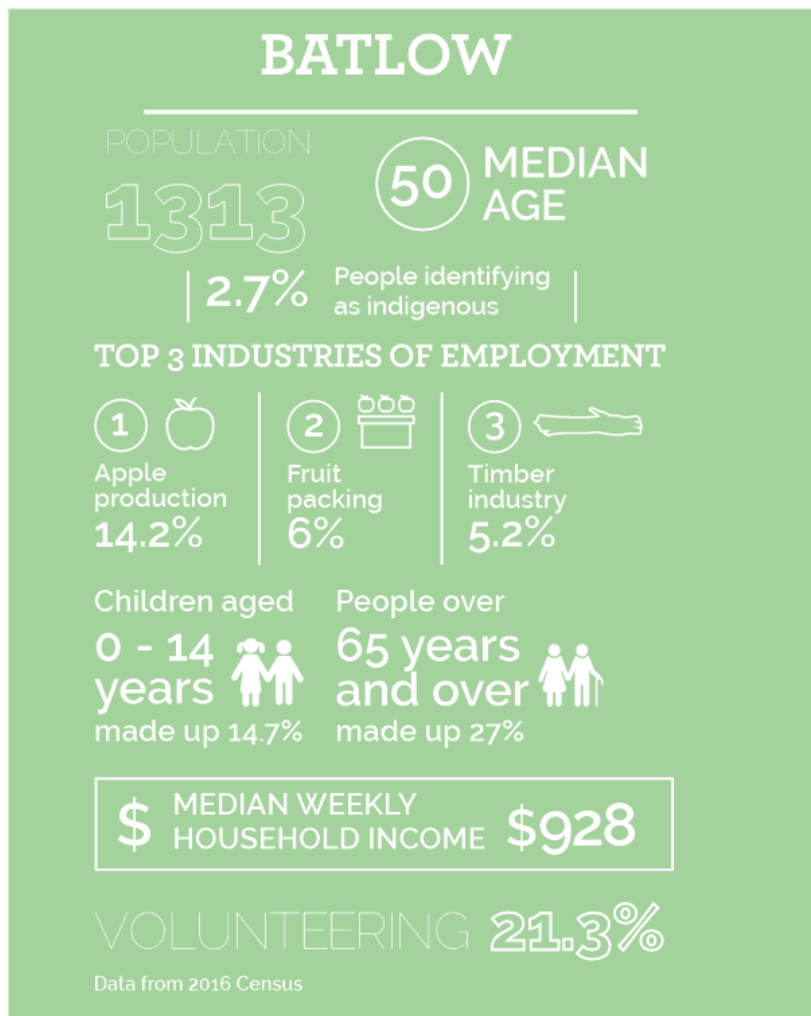 BATLOW
POPULATION
1313
50
MEDIAN
AGE
2.7%
People identifying
as indigenous
TOP 3 INDUSTRIES OF EMPLOYMENT
1
Apple
production
14.2%
2
Fruit
packing
6%
3
Timber
industry
5.2%
Children aged
0 - 14
years
made up 14.7%
People over
65 years
and over
made up 27%
$
MEDIAN WEEKLY
HOUSEHOLD INCOME
$928
VOLUNTEERING 21.3%
Data from 2016 Census